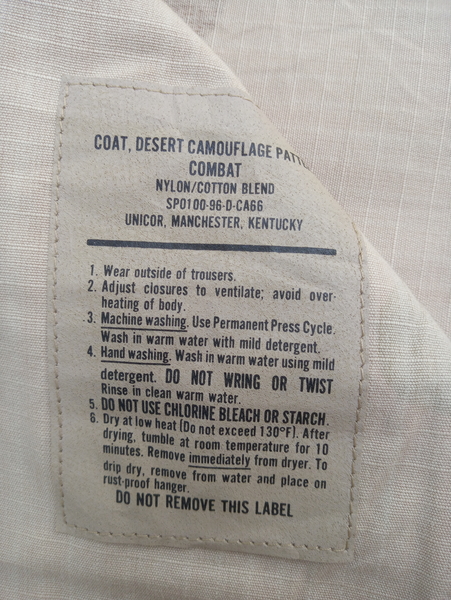 COAT, DESERT CAMOUFLAGE PATT
COMBAT
NYLON/COTTON BLEND
SPO100-96-D-CA66
UNICOR, MANCHESTER, KENTUCKY
1. Wear outside of trousers.
2. Adjust closures to ventilate; avoid over-
heating of body.
3. Machine washing. Use Permanent Press Cycle.
Wash in warm water with mild detergent.
4. Hand washing. Wash in warm water using mild
detergent. DO NOT WRING OR TWIST
Rinse in clean warm water.
5. DO NOT USE CHLORINE BLEACH OR STARCH.
6. Dry at low heat (Do not exceed 130°F). After
drying, tumble at room temperature for 10
minutes. Remove immediately from dryer. To
drip dry, remove from water and place on
rust-proof hanger.
DO NOT REMOVE THIS LABEL